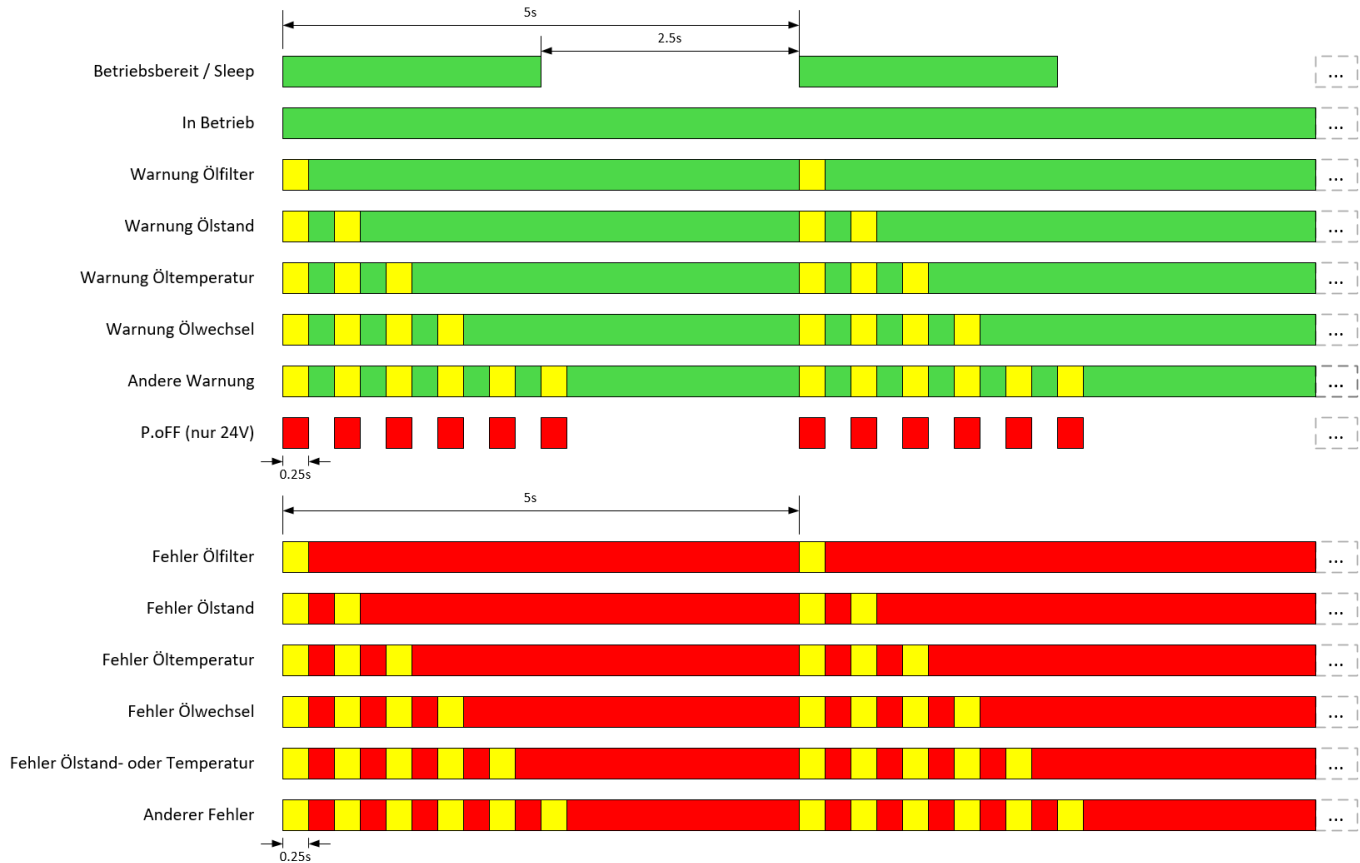 5s
2.5s
Betriebsbereit / Sleep ...
In Betrieb ...
Warnung Ölfilter ...
Warnung Ölstand ...
Warnung Öltemperatur ...
Warnung Ölwechsel ...
Andere Warnung ...
P.oFF (nur 24V) ...
0.25s
5s
Fehler Ölfilter ...
Fehler Ölstand ...
Fehler Öltemperatur ...
Fehler Ölwechsel ...
Fehler Ölstand- oder Temperatur ...
Anderer Fehler ...
0.25s